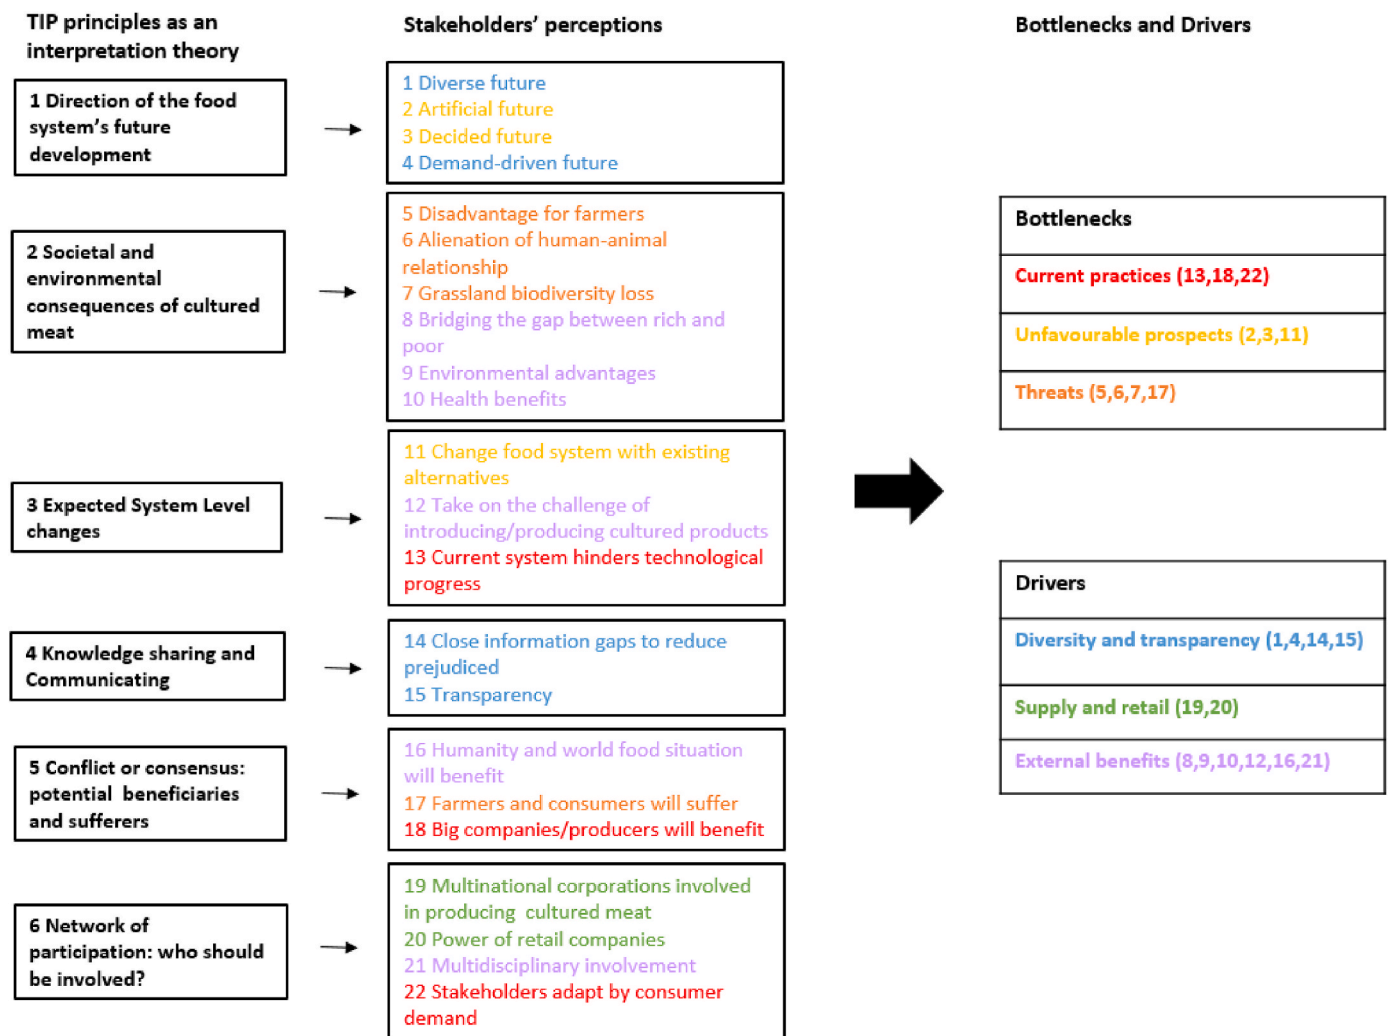 TIP principles as an
interpretation theory
1 Direction of the food
system's future
development
2 Societal and
environmental
consequences of cultured
meat
3 Expected System Level
changes
4 Knowledge sharing and
Communicating
5 Conflict or consensus:
potential beneficiaries
and sufferers
6 Network of
participation: who should
be involved?
Stakeholders' perceptions
1 Diverse future
2 Artificial future
3 Decided future
4 Demand-driven future
5 Disadvantage for farmers
6 Alienation of human-animal
relationship
7 Grassland biodiversity loss
8 Bridging the gap between rich and
poor
9 Environmental advantages
10 Health benefits
11 Change food system with existing
alternatives
12 Take on the challenge of
introducing/producing cultured products
13 Current system hinders technological
progress
14 Close information gaps to reduce
prejudiced
15 Transparency
16 Humanity and world food situation
will benefit
17 Farmers and consumers will suffer
18 Big companies/producers will benefit
19 Multinational corporations involved
in producing cultured meat
20 Power of retail companies
21 Multidisciplinary involvement
22 Stakeholders adapt by consumer
demand
Bottlenecks and Drivers
Bottlenecks
Current practices (13,18,22)
Unfavourable prospects (2,3,11)
Threats (5,6,7,17)
Drivers
Diversity and transparency (1,4,14,15)
Supply and retail (19,20)
External benefits (8,9,10,12,16,21)